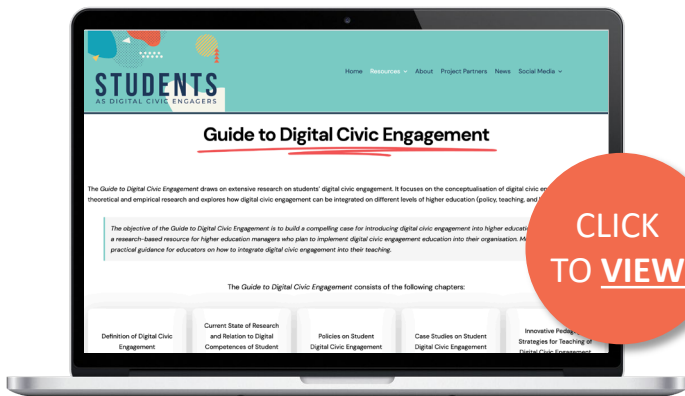 STUDENTS
AS DIGITAL CIVIC ENGAGERS
Home Resources About Project Partners News Social Media
Guide to Digital Civic Engagement
The Guide to Digital Civic Engagement draws on extensive research on students' digital civic engagement. It focuses on the conceptualisation of digital civic en
theoretical and empirical research and explores how digital civic engagement can be integrated on different levels of higher education (policy, teaching, and
The objective of the Guide to Digital Civic Engagement is to build a compelling case for introducing digital civic engagement into higher educati
a research-based resource for higher education managers who plan to implement digital civic engagement education into their organisation. M
practical guidance for educators on how to integrate digital civic engagement into their teaching.
CLICK
TO VIEW
The Guide to Digital Civic Engagement consists of the following chapters:
Definition of Digital Civic
Engagement
Current State of Research
and Relation to Digital
Competences of Student
Policies on Student
Digital Civic Engagement
Case Studies on Student
Digital Civic Engagement
Innovative Pedag
Strategies for Teaching of
Digital Civic Engagement